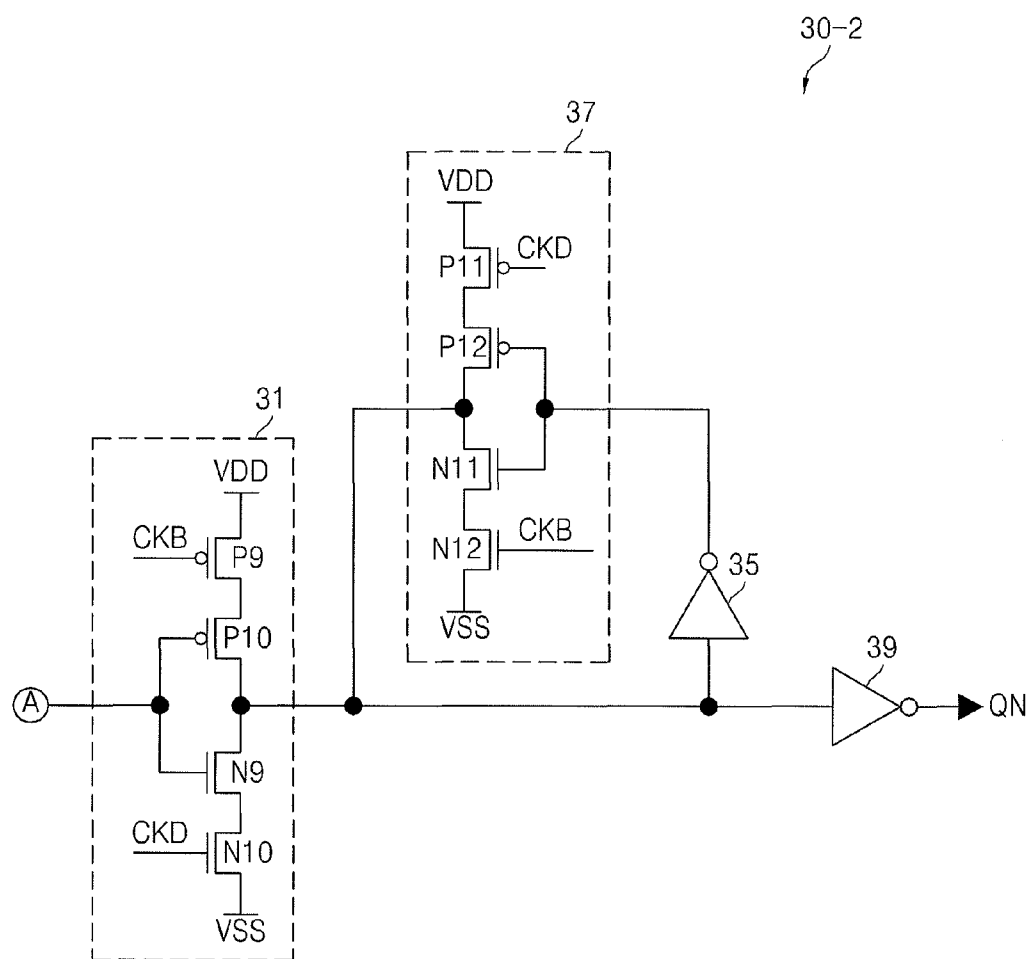 30-2
37
VDD
P11
CKD
P12
31
N11
VDD
N12
CKB
CKB
P9
35
VSS
P10
39
A
QN
N9
CKD
N10
VSS